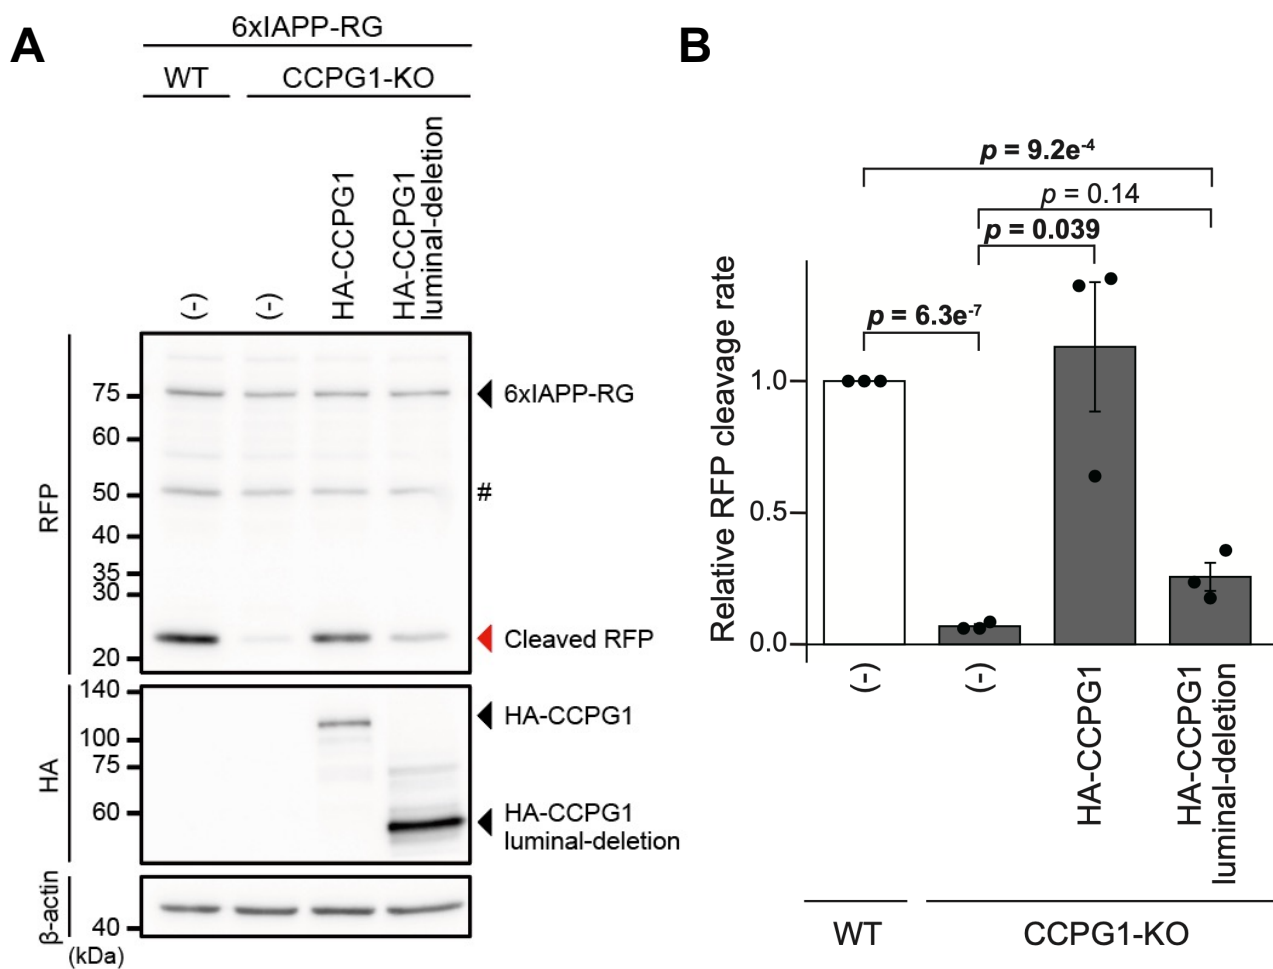 A
6xIAPP-RG
WT
CCPG1-KO
(-)
(-)
HA-CCPG1
HA-CCPG1
luminal-deletion
RFP
75
60
50
40
35
30
20
6xIAPP-RG
#
Cleaved RFP
HA
140
100
75
60
HA-CCPG1
HA-CCPG1
luminal-deletion
β-actin
40
(kDa)
B
p = 9.2e-4
p = 0.14
p = 0.039
p = 6.3e-7
Relative RFP cleavage rate
1.0
0.5
0.0
(-)
(-)
HA-CCPG1
HA-CCPG1
luminal-deletion
WT
CCPG1-KO